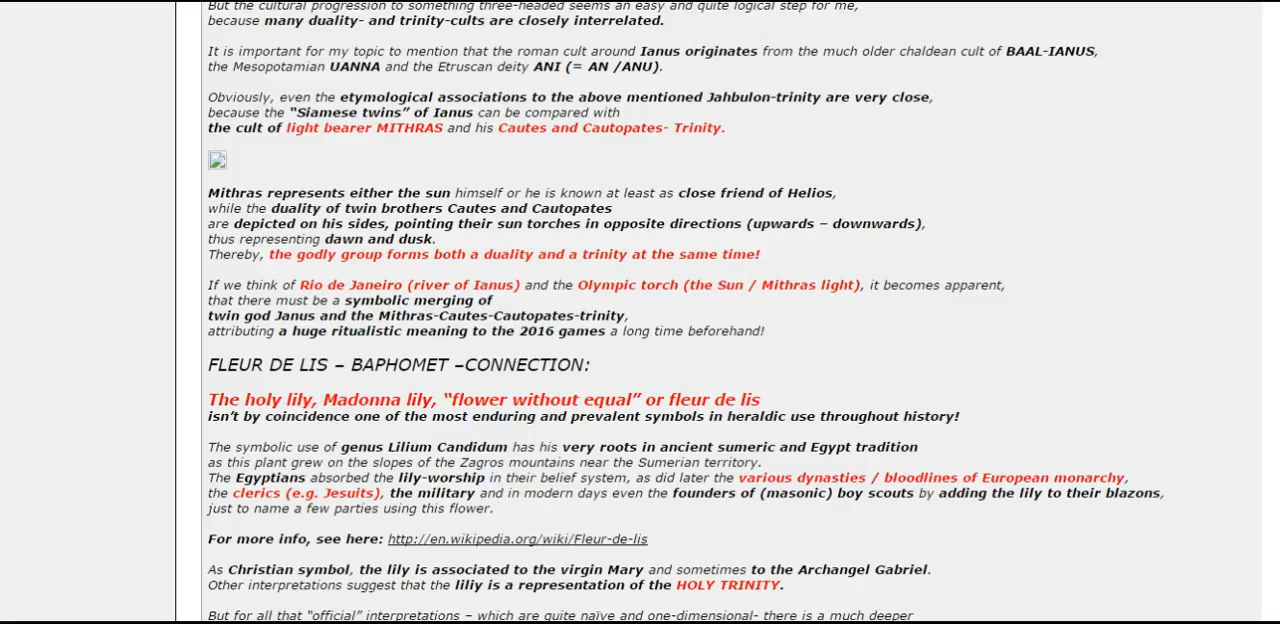 But the cultural progression to something three-headed seems an easy and quite logical step for me,
because many duality- and trinity-cults are closely interrelated.
It is important for my topic to mention that the roman cult around Ianus originates from the much older chaldean cult of BAAL-IANUS,
the Mesopotamian UANNA and the Etruscan deity ANI (= AN /ANU).
Obviously, even the etymological associations to the above mentioned Jahbulon-trinity are very close,
because the “Siamese twins” of Ianus can be compared with
the cult of light bearer MITHRAS and his Cautes and Cautopates- Trinity.
Mithras represents either the sun himself or he is known at least as close friend of Helios,
while the duality of twin brothers Cautes and Cautopates
are depicted on his sides, pointing their sun torches in opposite directions (upwards – downwards),
thus representing dawn and dusk.
Thereby, the godly group forms both a duality and a trinity at the same time!
If we think of Rio de Janeiro (river of Ianus) and the Olympic torch (the Sun / Mithras light), it becomes apparent,
that there must be a symbolic merging of
twin god Janus and the Mithras-Cautes-Cautopates-trinity,
attributing a huge ritualistic meaning to the 2016 games a long time beforehand!
FLEUR DE LIS – BAPHOMET –CONNECTION:
The holy lily, Madonna lily, “flower without equal” or fleur de lis
isn’t by coincidence one of the most enduring and prevalent symbols in heraldic use throughout history!
The symbolic use of genus Lilium Candidum has his very roots in ancient sumeric and Egypt tradition
as this plant grew on the slopes of the Zagros mountains near the Sumerian territory.
The Egyptians absorbed the lily-worship in their belief system, as did later the various dynasties / bloodlines of European monarchy,
the clerics (e.g. Jesuits), the military and in modern days even the founders of (masonic) boy scouts by adding the lily to their blazons,
just to name a few parties using this flower.
For more info, see here: http://en.wikipedia.org/wiki/Fleur-de-lis
As Christian symbol, the lily is associated to the virgin Mary and sometimes to the Archangel Gabriel.
Other interpretations suggest that the liliy is a representation of the HOLY TRINITY.
But for all that “official” interpretations – which are quite naïve and one-dimensional- there is a much deeper